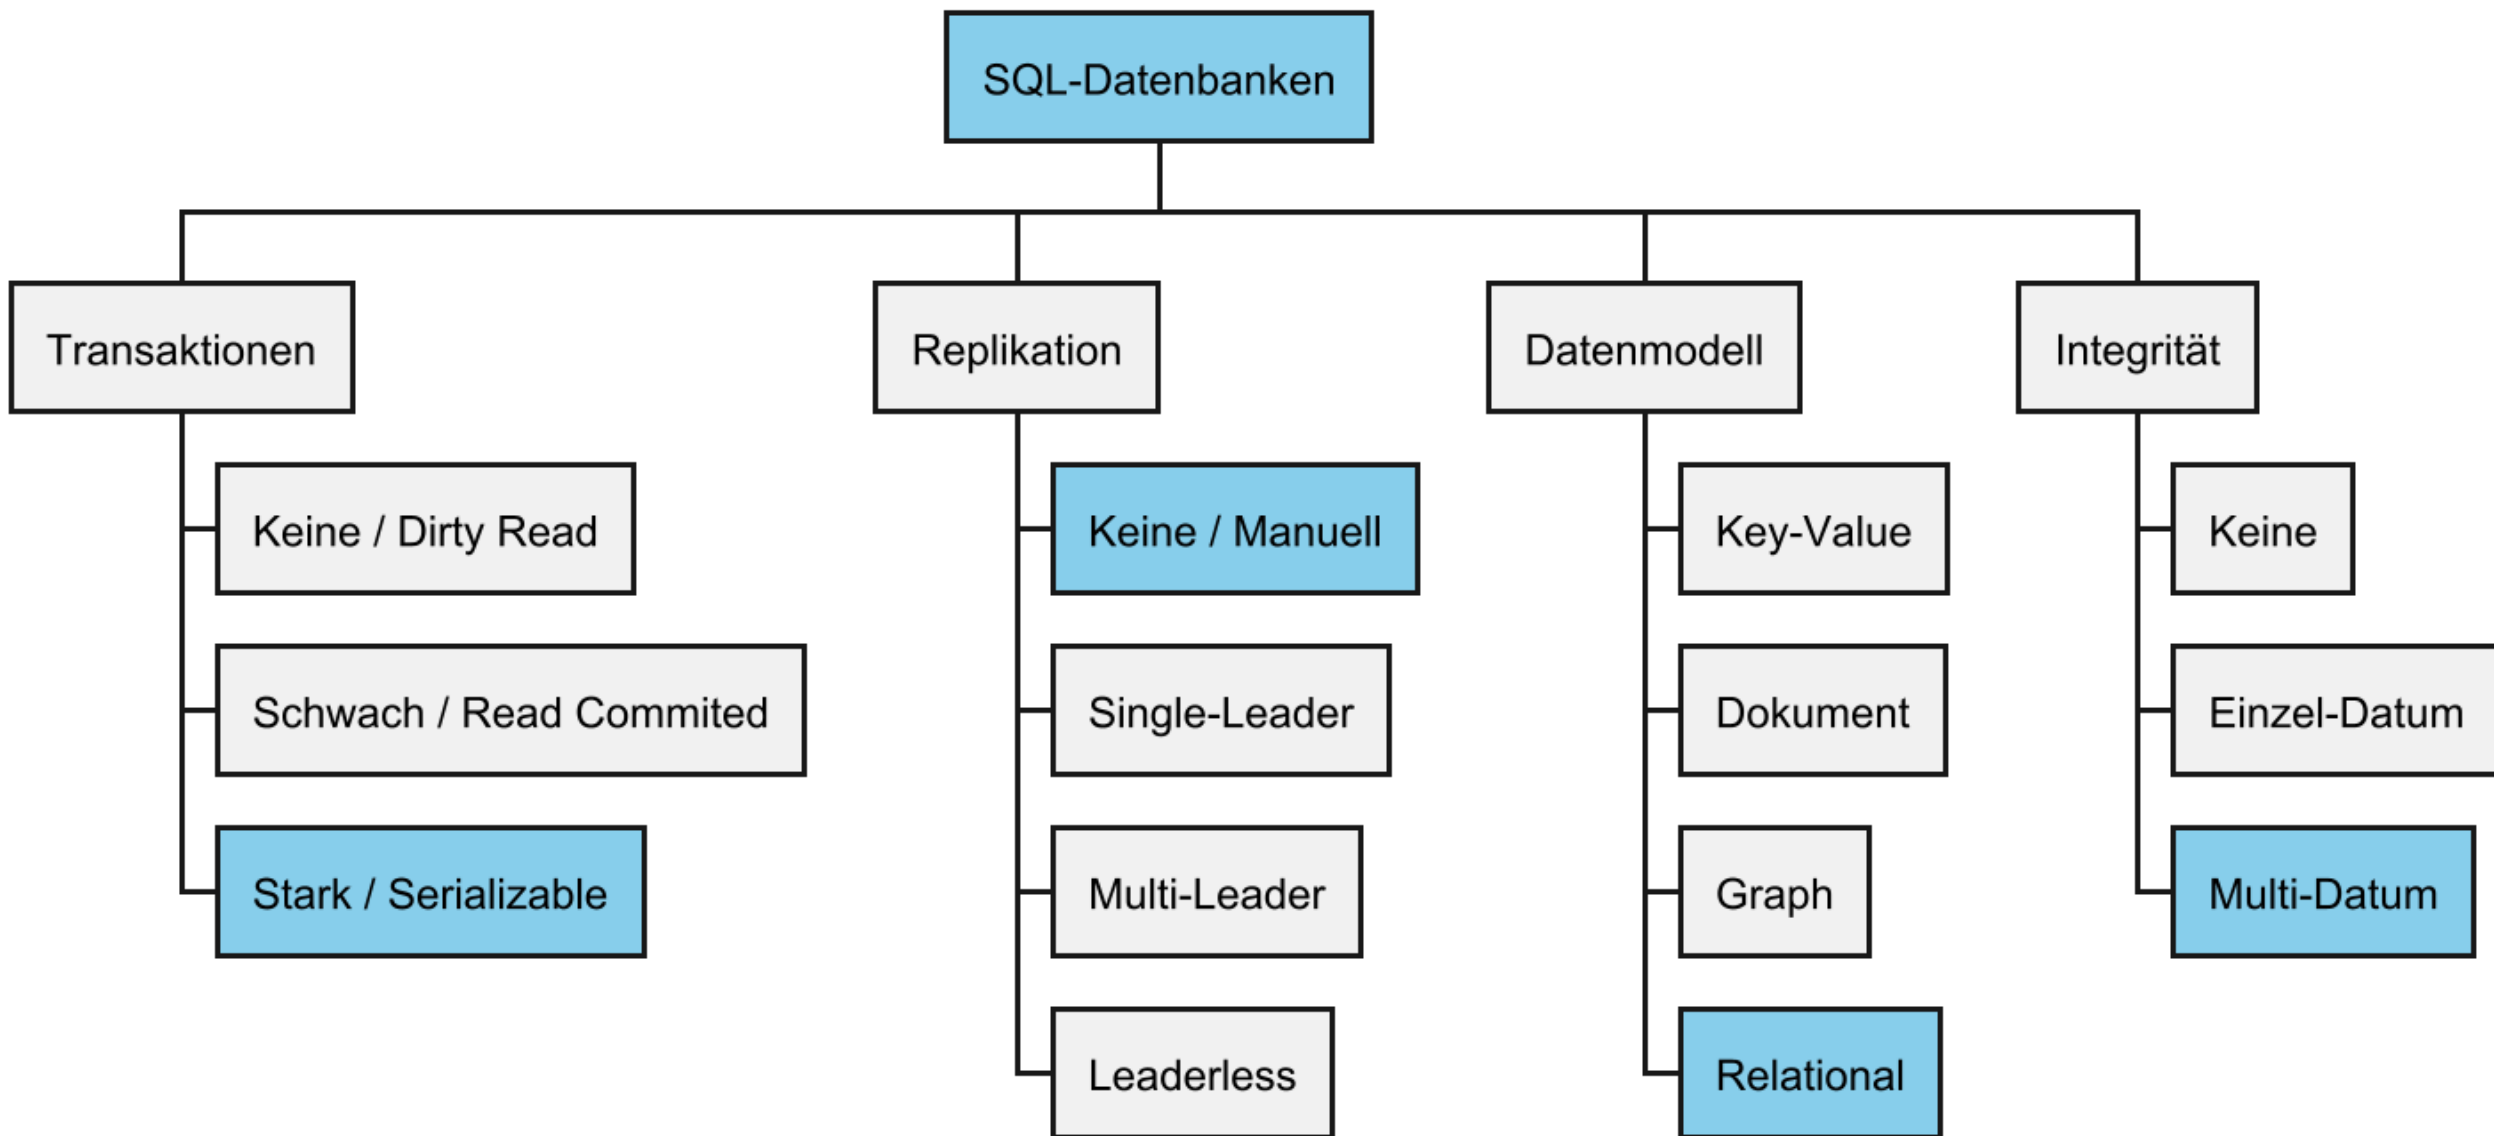 SQL-Datenbanken
Transaktionen
Keine / Dirty Read
Schwach / Read Commited
Stark / Serializable
Replikation
Keine / Manuell
Single-Leader
Multi-Leader
Leaderless
Datenmodell
Key-Value
Dokument
Graph
Relational
Integrität
Keine
Einzel-Datum
Multi-Datum